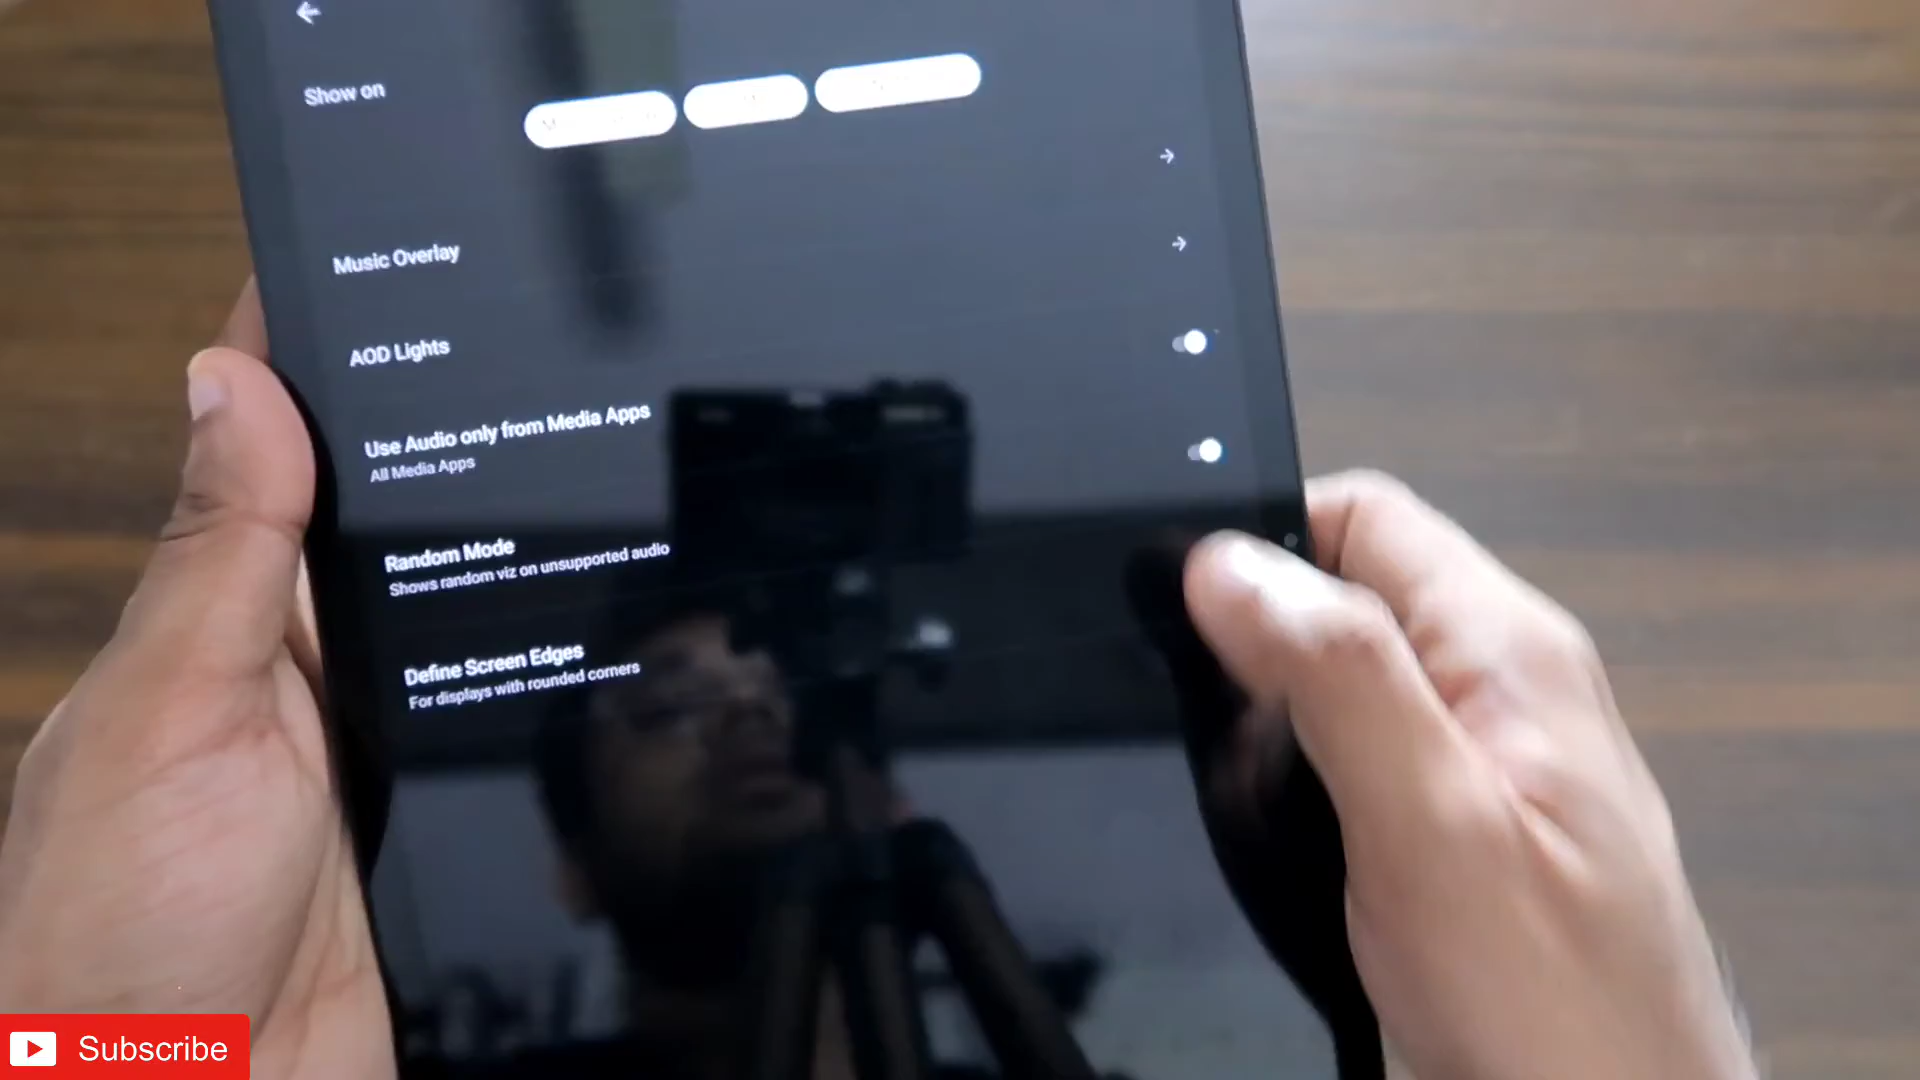 Show on
Music Overlay
AOD Lights
Use Audio only from Media Apps
All Media Apps
Random Mode
Shows random viz on unsupported audio
Define Screen Edges
For displays with rounded corners
Subscribe